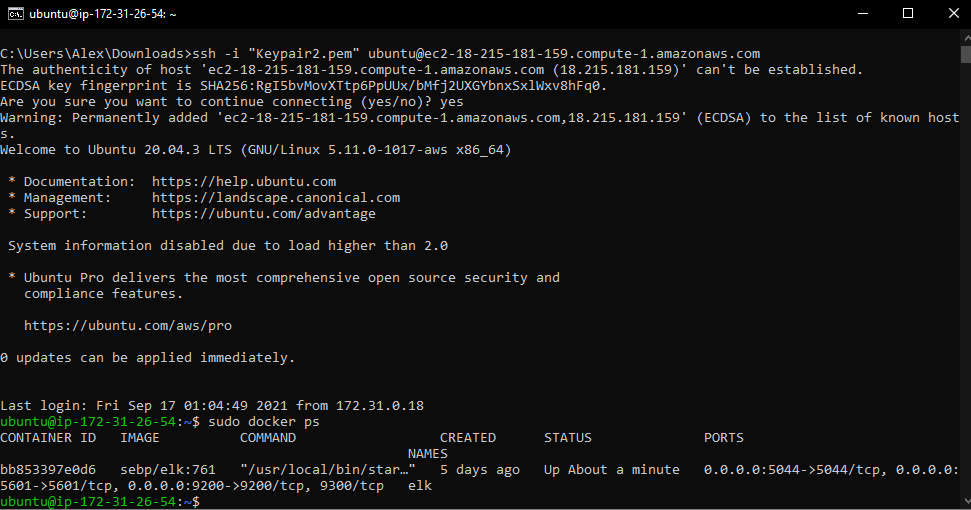 ubuntu@ip-172-31-26-54: ~
C:\Users\Alex\Downloads>ssh -i "Keypair2.pem" ubuntu@ec2-18-215-181-159.compute-1.amazonaws.com
The authenticity of host 'ec2-18-215-181-159.compute-1.amazonaws.com (18.215.181.159)' can't be established.
ECDSA key fingerprint is SHA256:RgI5bvMovXTtp6PpUUx/bMfj2UXGYbnxSxlWxv8hFq0.
Are you sure you want to continue connecting (yes/no)? yes
Warning: Permanently added 'ec2-18-215-181-159.compute-1.amazonaws.com,18.215.181.159' (ECDSA) to the list of known host
s.
Welcome to Ubuntu 20.04.3 LTS (GNU/Linux 5.11.0-1017-aws x86_64)
* Documentation:  https://help.ubuntu.com
* Management:     https://landscape.canonical.com
* Support:        https://ubuntu.com/advantage
System information disabled due to load higher than 2.0
* Ubuntu Pro delivers the most comprehensive open source security and
compliance features.
https://ubuntu.com/aws/pro
0 updates can be applied immediately.
Last login: Fri Sep 17 01:04:49 2021 from 172.31.0.18
ubuntu@ip-172-31-26-54:~$ sudo docker ps
CONTAINER ID   IMAGE          COMMAND                  CREATED      STATUS              PORTS
NAMES
bb853397e0d6   sebp/elk:761   "/usr/local/bin/star…"   5 days ago   Up About a minute   0.0.0.0:5044->5044/tcp, 0.0.0.0:
5601->5601/tcp, 0.0.0.0:9200->9200/tcp, 9300/tcp   elk
ubuntu@ip-172-31-26-54:~$